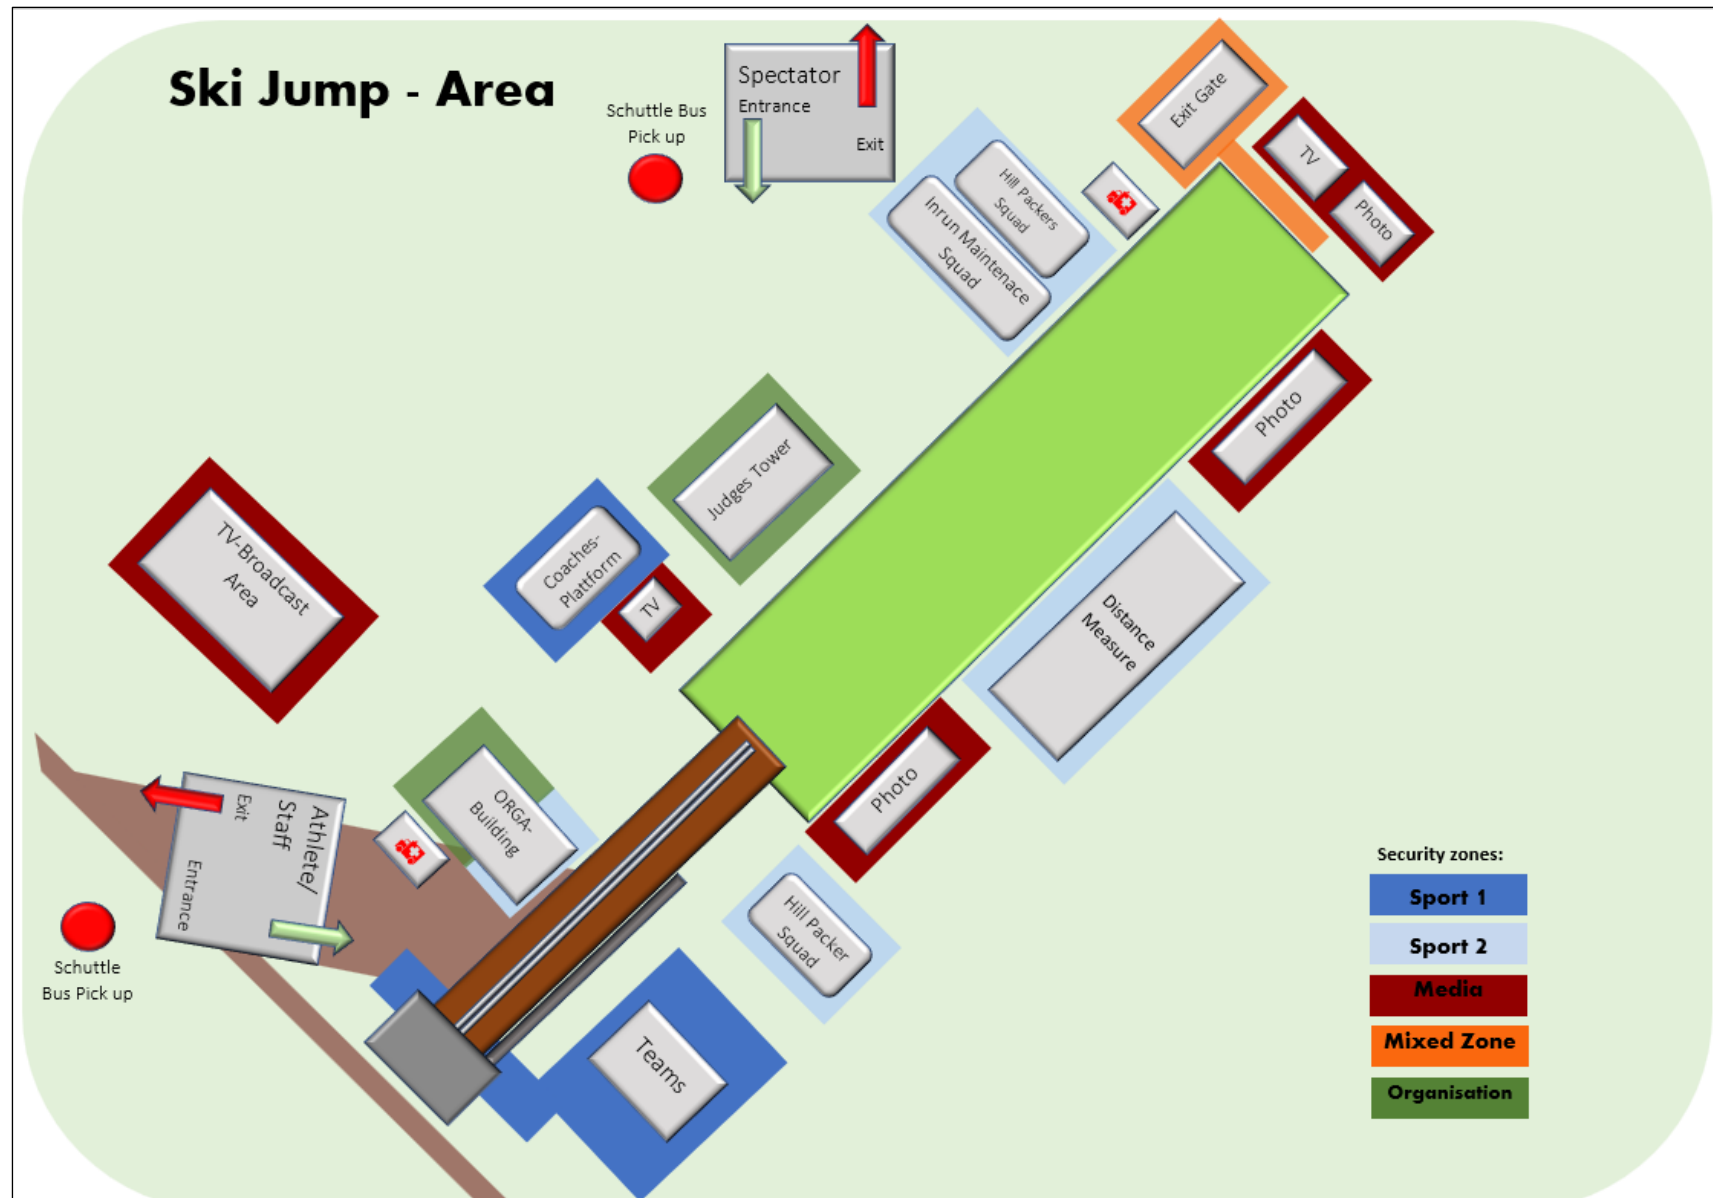 Ski Jump - Area
Schuttle Bus
Pick up
Spectator
Entrance
Exit
Exit Gate
TV
Photo
Hill Packers
Squad
Inrun Maintenace
Squad
Photo
Judges Tower
Coaches-
Plattform
TV
TV-Broadcast
Area
Distance
Measure
Photo
ORGA-
Building
Athlete/
Staff
Exit
Entrance
Schuttle
Bus Pick up
Hill Packer
Squad
Teams
Security zones:
Sport 1
Sport 2
Media
Mixed Zone
Organisation